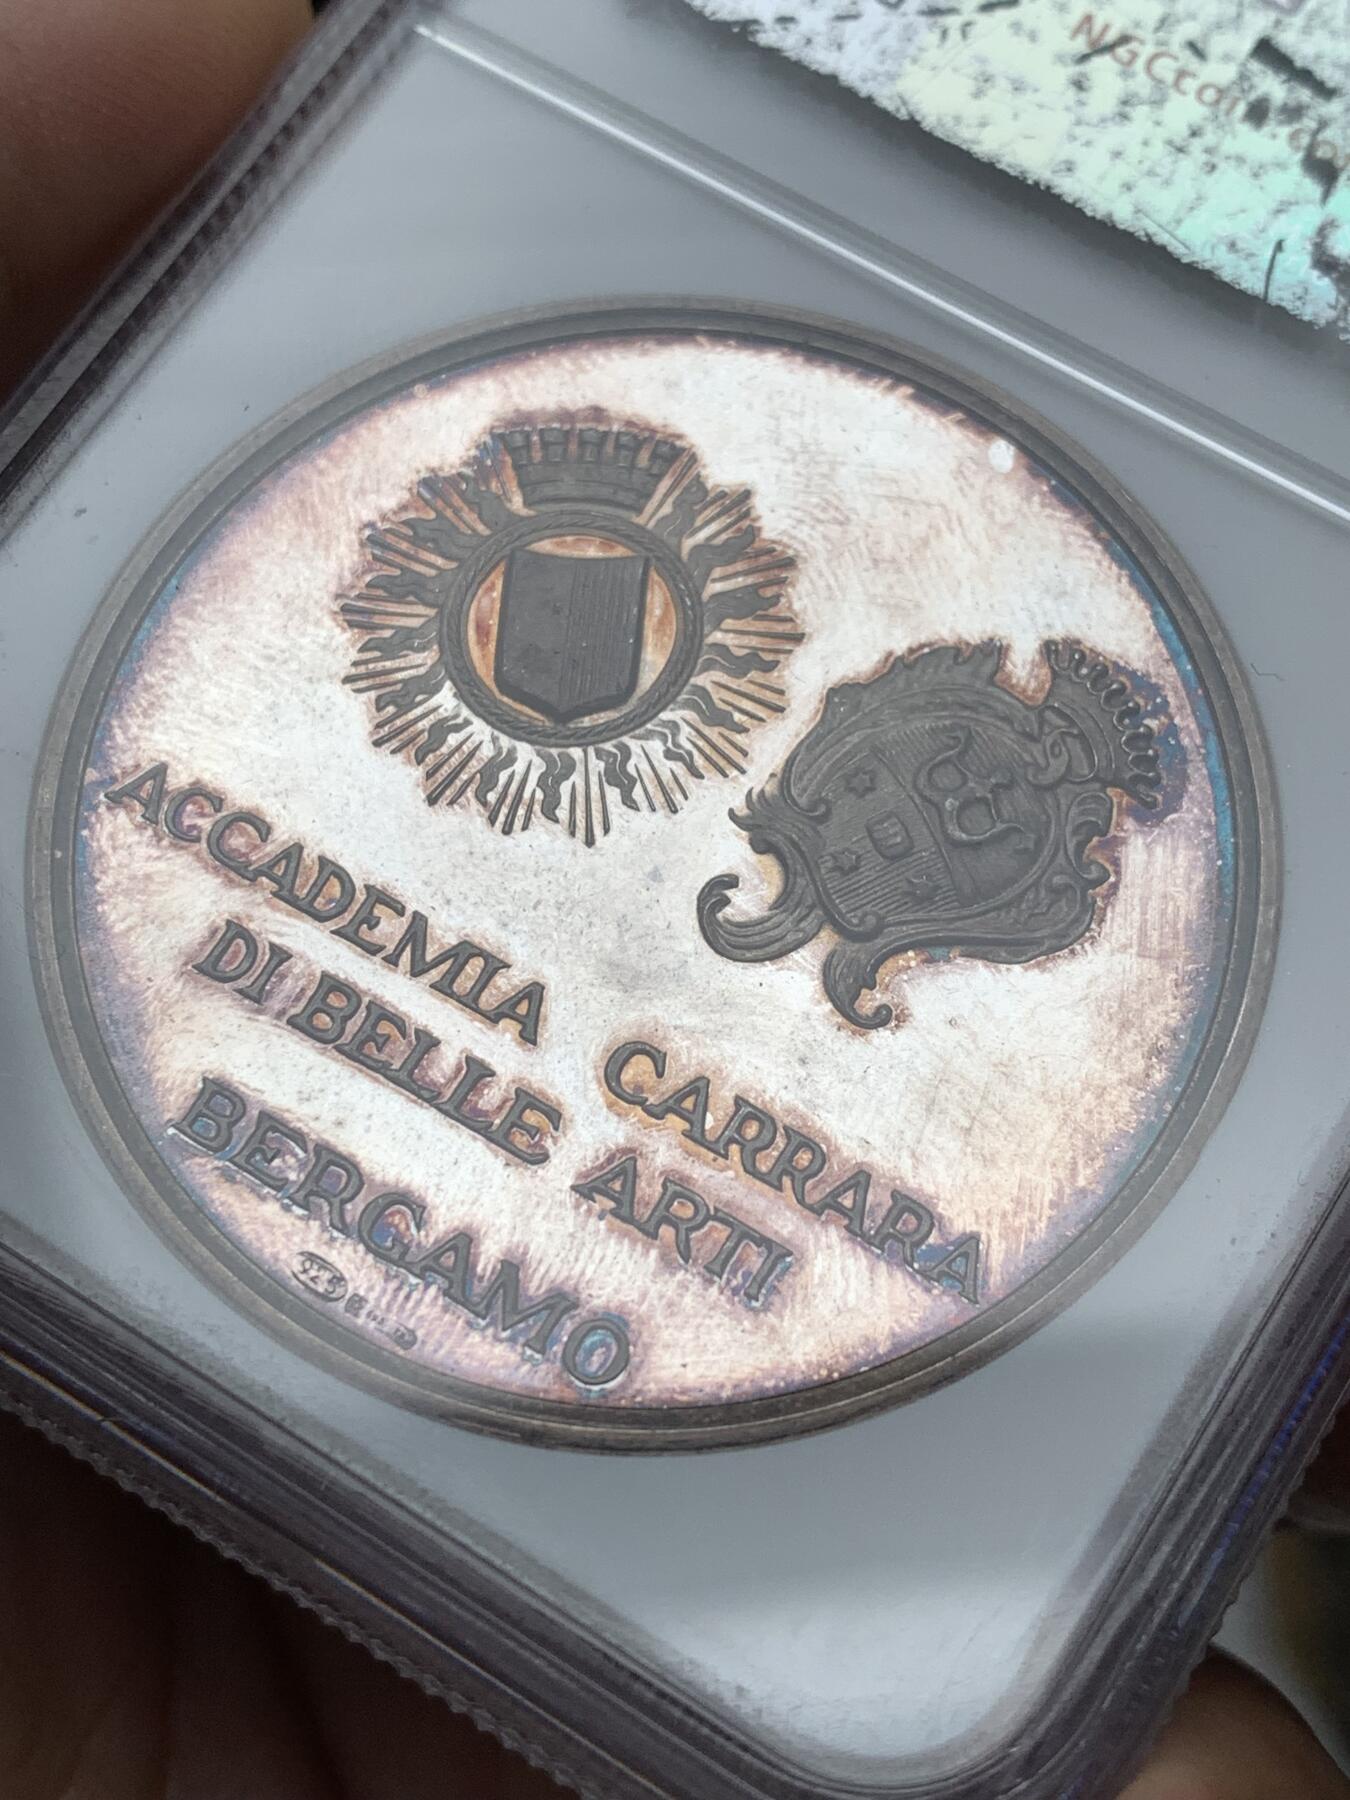 ACCADEMIA CARRARA
DI BELLE ARTI
BERGAMO
925